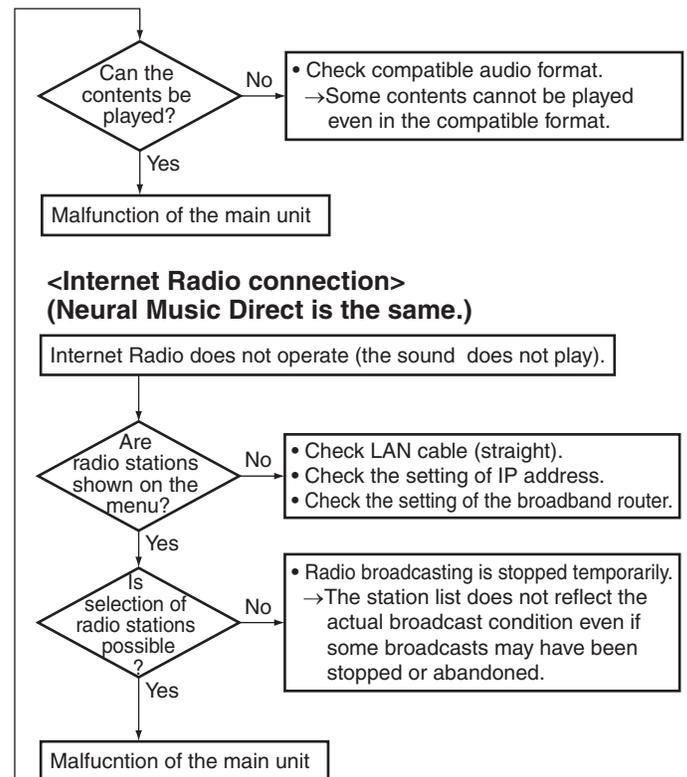 Can the
contents be
played?
No
• Check compatible audio format.
→Some contents cannot be played
even in the compatible format.
Yes
Malfunction of the main unit
<Internet Radio connection>
(Neural Music Direct is the same.)
Internet Radio does not operate (the sound does not play).
Are
radio stations
shown on the
menu?
No
• Check LAN cable (straight).
• Check the setting of IP address.
• Check the setting of the broadband router.
Yes
Is
selection of
radio stations
possible
?
No
• Radio broadcasting is stopped temporarily.
→The station list does not reflect the
actual broadcast condition even if
some broadcasts may have been
stopped or abandoned.
Yes
Malfucntion of the main unit